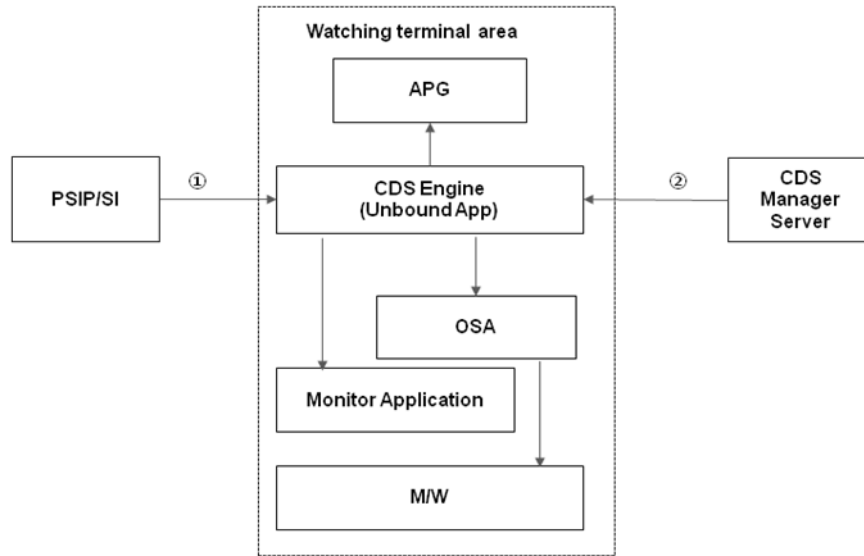 Watching terminal area
APG
PSIP/SI
①
CDS Engine
(Unbound App)
②
CDS
Manager
Server
OSA
Monitor Application
M/W